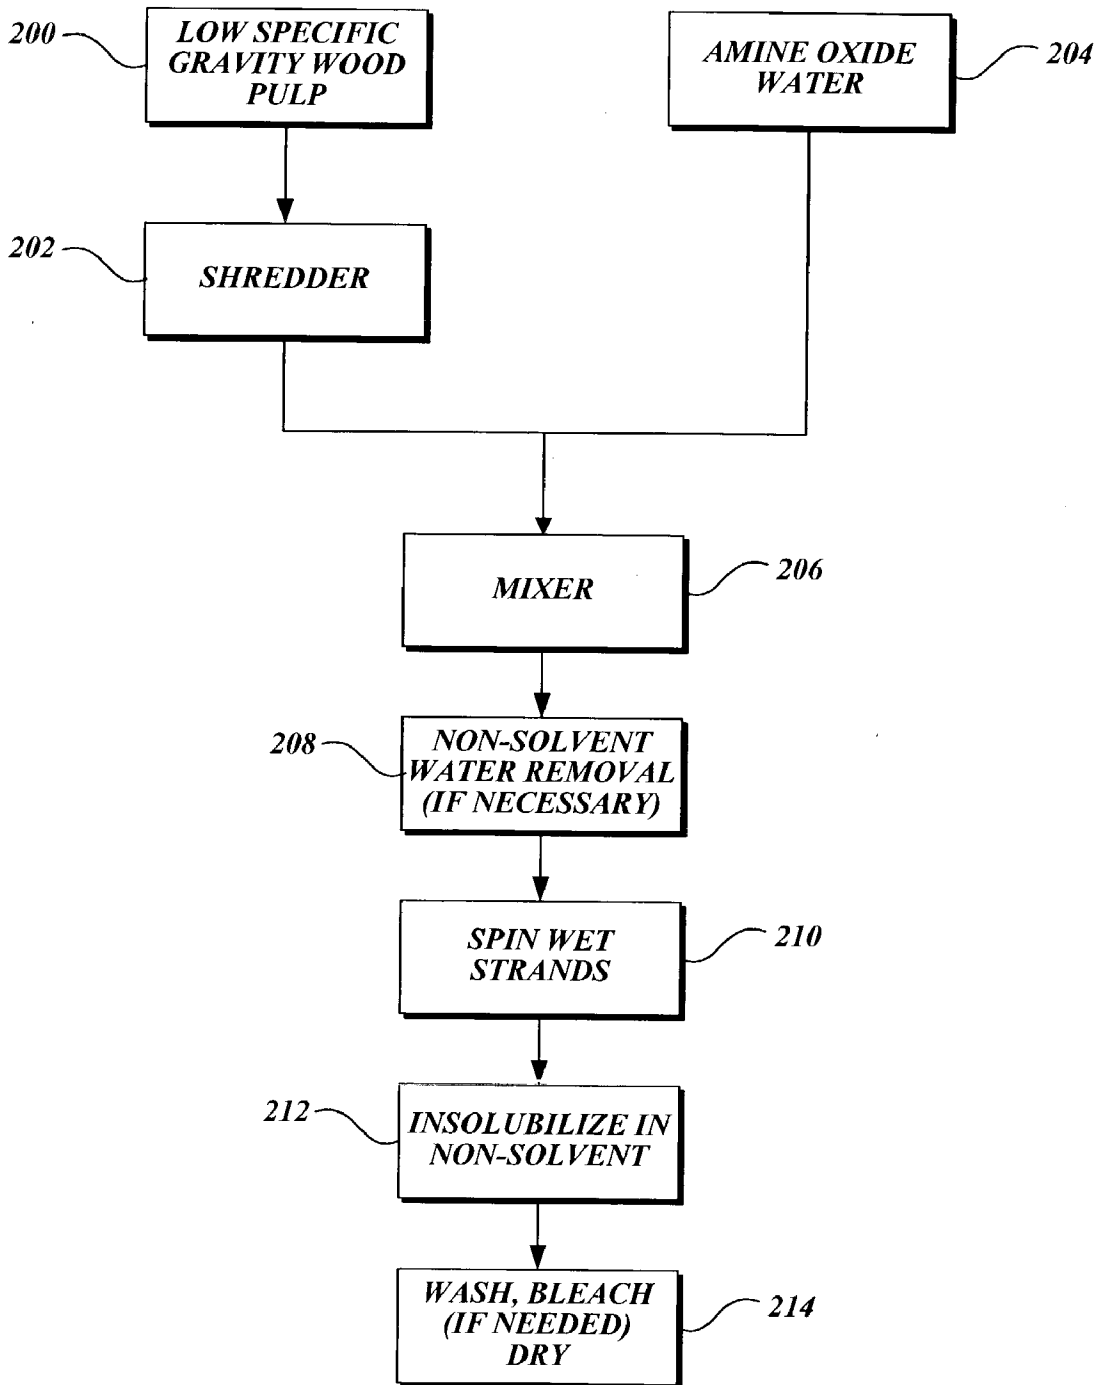 200
LOW SPECIFIC
GRAVITY WOOD
PULP
AMINE OXIDE
WATER
204
202
SHREDDER
MIXER
206
208
NON-SOLVENT
WATER REMOVAL
(IF NECESSARY)
SPIN WET
STRANDS
210
212
INSOLUBILIZE IN
NON-SOLVENT
WASH, BLEACH
(IF NEEDED)
DRY
214